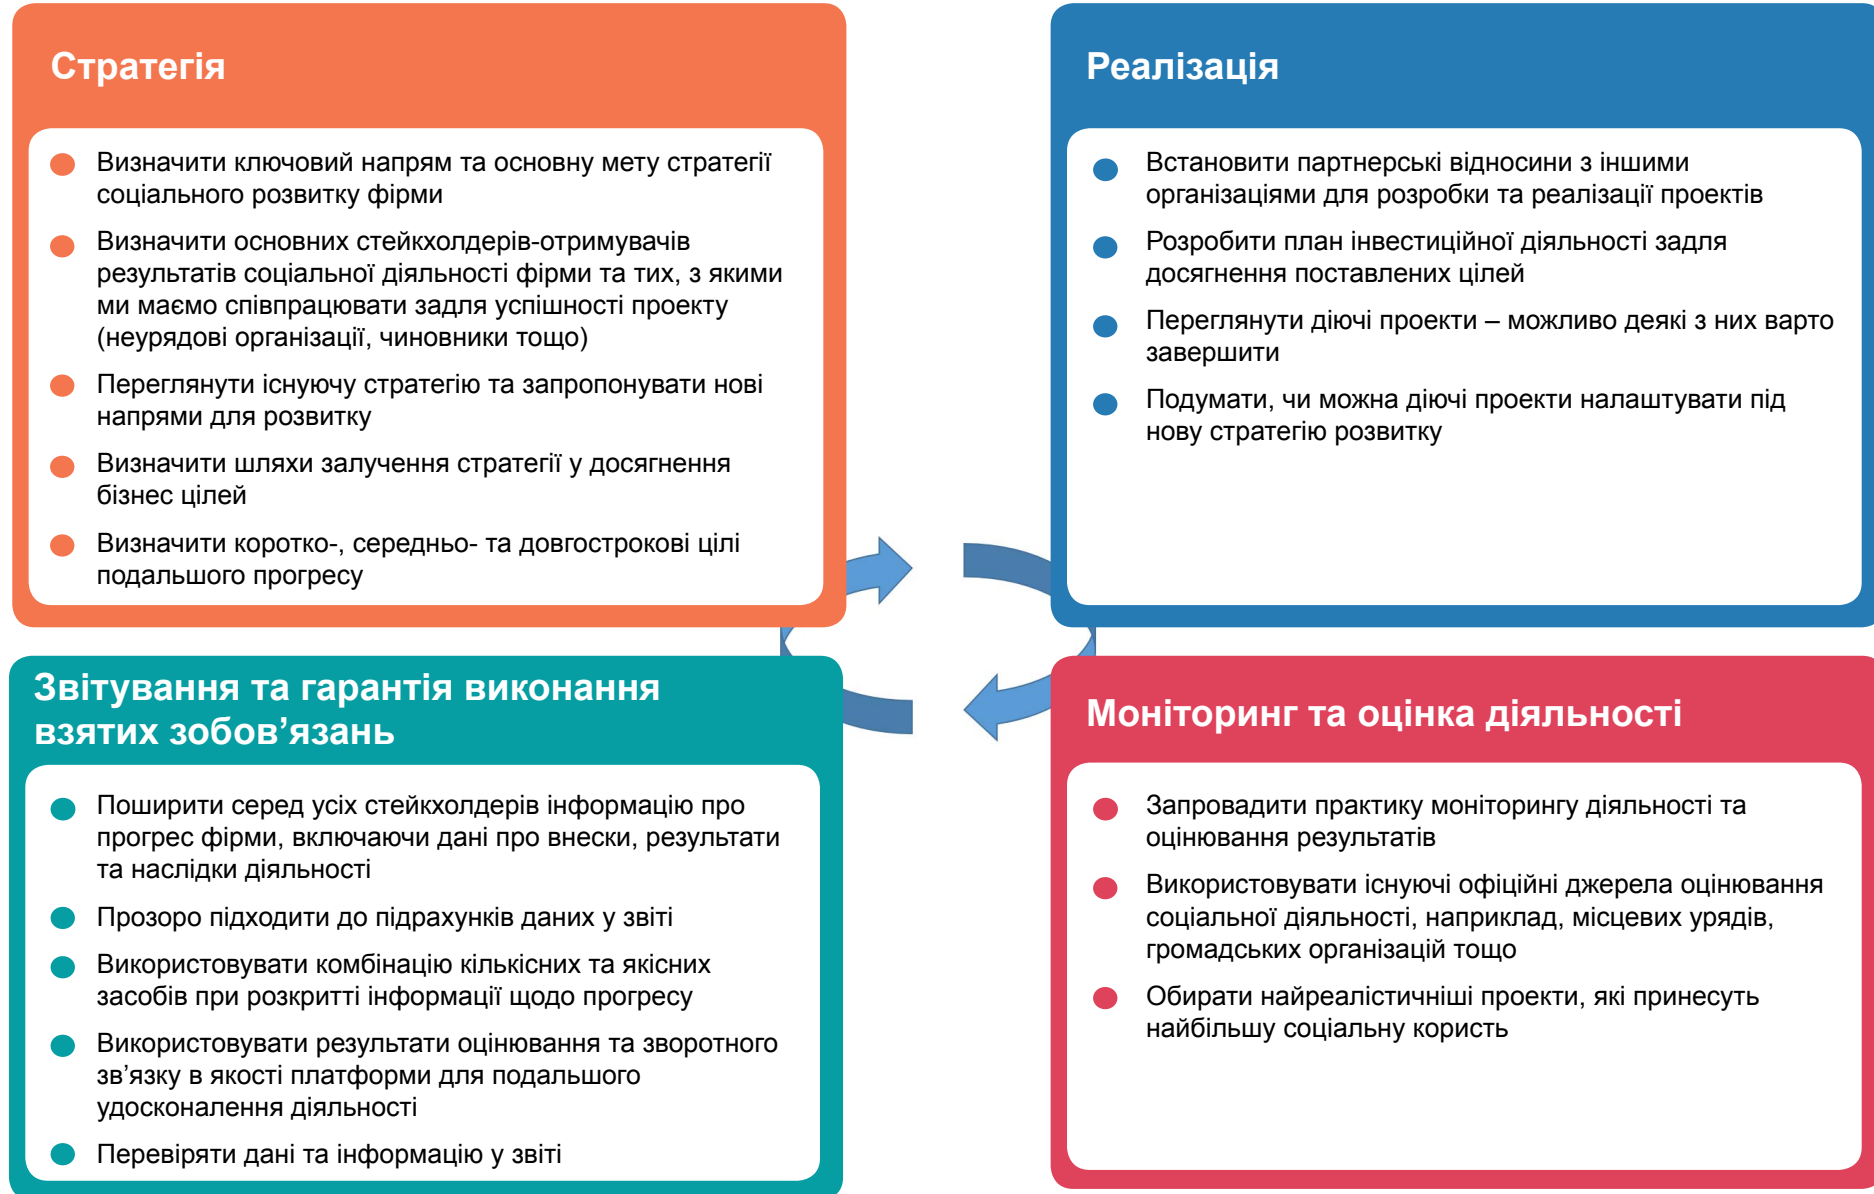 Стратегія
Визначити ключовий напрям та основну мету стратегії
соціального розвитку фірми
Визначити основних стейкхолдерів-отримувачів
результатів соціальної діяльності фірми та тих, з якими
ми маємо співпрацювати задля успішності проекту
(неурядові організації, чиновники тощо)
Переглянути існуючу стратегію та запропонувати нові
напрями для розвитку
Визначити шляхи залучення стратегії у досягнення
бізнес цілей
Визначити коротко-, середньо- та довгострокові цілі
подальшого прогресу
Реалізація
Встановити партнерські відносини з іншими
організаціями для розробки та реалізації проектів
Розробити план інвестиційної діяльності задля
досягнення поставлених цілей
Переглянути діючі проекти – можливо деякі з них варто
завершити
Подумати, чи можна діючі проекти налаштувати під
нову стратегію розвитку
Звітування та гарантія виконання
взятих зобов’язань
Поширити серед усіх стейкхолдерів інформацію про
прогрес фірми, включаючи дані про внески, результати
та наслідки діяльності
Прозоро підходити до підрахунків даних у звіті
Використовувати комбінацію кількісних та якісних
засобів при розкритті інформації щодо прогресу
Використовувати результати оцінювання та зворотного
зв’язку в якості платформи для подальшого
удосконалення діяльності
Перевіряти дані та інформацію у звіті
Моніторинг та оцінка діяльності
Запровадити практику моніторингу діяльності та
оцінювання результатів
Використовувати існуючі офіційні джерела оцінювання
соціальної діяльності, наприклад, місцевих урядів,
громадських організацій тощо
Обирати найреалістичніші проекти, які принесуть
найбільшу соціальну користь